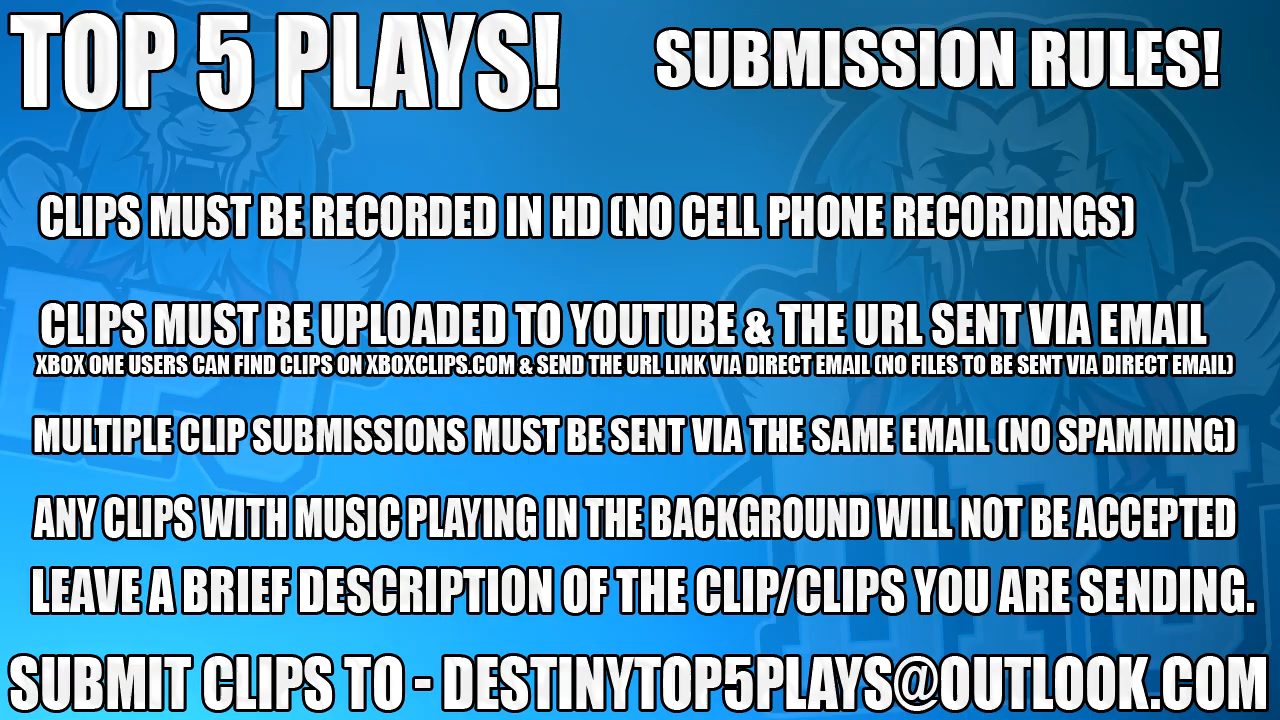 TOP 5 PLAYS!
SUBMISSION RULES!
CLIPS MUST BE RECORDED IN HD (NO CELL PHONE RECORDINGS)
CLIPS MUST BE UPLOADED TO YOUTUBE & THE URL SENT VIA EMAIL
XBOX ONE USERS CAN FIND CLIPS ON XBOXCLIPS.COM & SEND THE URL LINK VIA DIRECT EMAIL (NO FILES TO BE SENT VIA DIRECT EMAIL)
MULTIPLE CLIP SUBMISSIONS MUST BE SENT VIA THE SAME EMAIL (NO SPAMMING)
ANY CLIPS WITH MUSIC PLAYING IN THE BACKGROUND WILL NOT BE ACCEPTED
LEAVE A BRIEF DESCRIPTION OF THE CLIP/CLIPS YOU ARE SENDING.
SUBMIT CLIPS TO - DESTINYTOP5PLAYS@OUTLOOK.COM